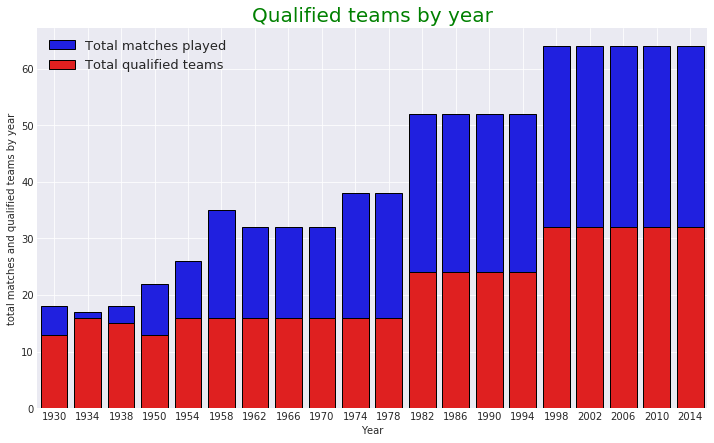 Qualified teams by year
Total matches played
Total qualified teams
total matches and qualified teams by year
60
50
40
30
20
10
0
1930 1934 1938 1950 1954 1958 1962 1966 1970 1974 1978 1982 1986 1990 1994 1998 2002 2006 2010 2014
Year